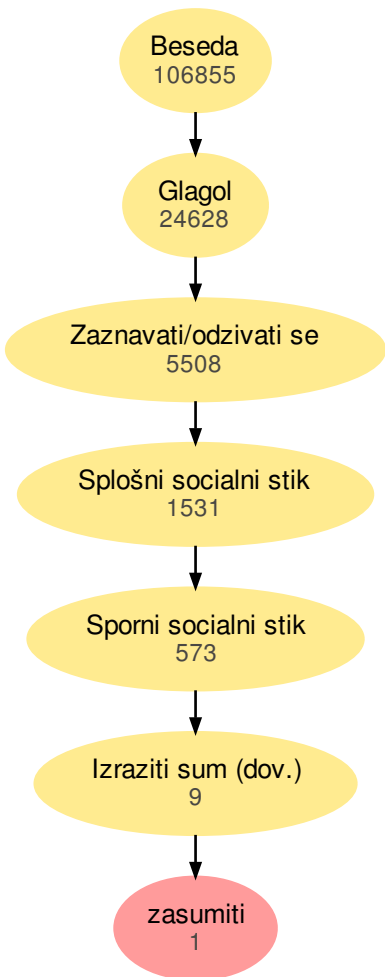 Beseda
106855
Glagol
24628
Zaznavati/odzivati se
5508
Splošni socialni stik
1531
Sporni socialni stik
573
Izraziti sum (dov.)
9
zasumiti
1